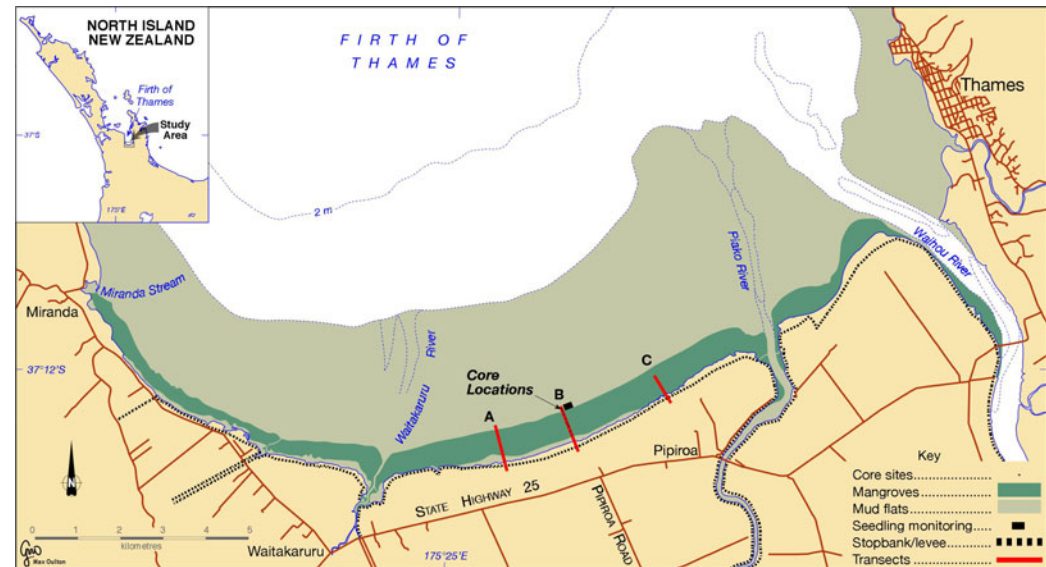 NORTH ISLAND
NEW ZEALAND
Firth of
Thames
Study
Area
37°S
175°E
FIRTH OF
THAMES
Thames
2 m
Waihou River
Piako River
Miranda Stream
Miranda
Waitakaruru
River
37°12'S
Core
Locations
A
B
C
Pipiroa
STATE HIGHWAY 25
PIPIROA ROAD
N
0 1 2 3 4 5
kilometres
Waitakaruru
175°25'E
Max Oulton
Key
Core sites
Mangroves
Mud flats
Seedling monitoring
Stopbank/levee
Transects